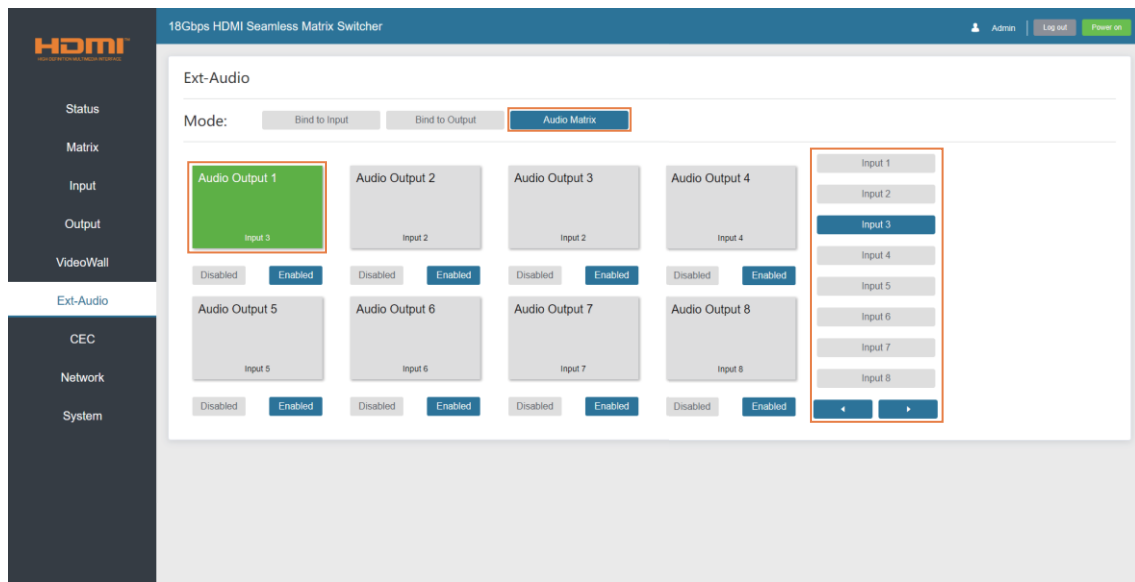 HDMI™
HIGH DEFINITION MULTIMEDIA INTERFACE
18Gbps HDMI Seamless Matrix Switcher
Admin
Log out
Power on
Status
Matrix
Input
Output
VideoWall
Ext-Audio
CEC
Network
System
Ext-Audio
Mode:
Bind to Input
Bind to Output
Audio Matrix
Audio Output 1
Input 3
Disabled
Enabled
Audio Output 2
Input 2
Disabled
Enabled
Audio Output 3
Input 2
Disabled
Enabled
Audio Output 4
Input 4
Disabled
Enabled
Audio Output 5
Input 5
Disabled
Enabled
Audio Output 6
Input 6
Disabled
Enabled
Audio Output 7
Input 7
Disabled
Enabled
Audio Output 8
Input 8
Disabled
Enabled
Input 1
Input 2
Input 3
Input 4
Input 5
Input 6
Input 7
Input 8